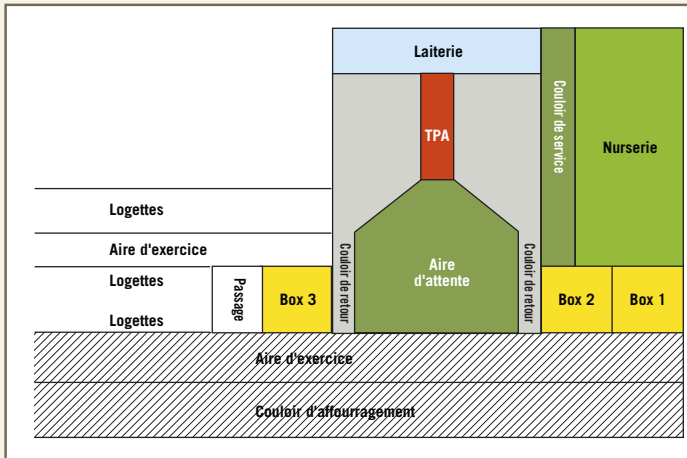 Laiterie
TPA
Couloir de service
Nurserie
Logettes
Aire d'exercice
Logettes
Logettes
Passage
Box 3
Couloir de retour
Aire
d'attente
Couloir de retour
Box 2
Box 1
Aire d'exercice
Couloir d'affourragement